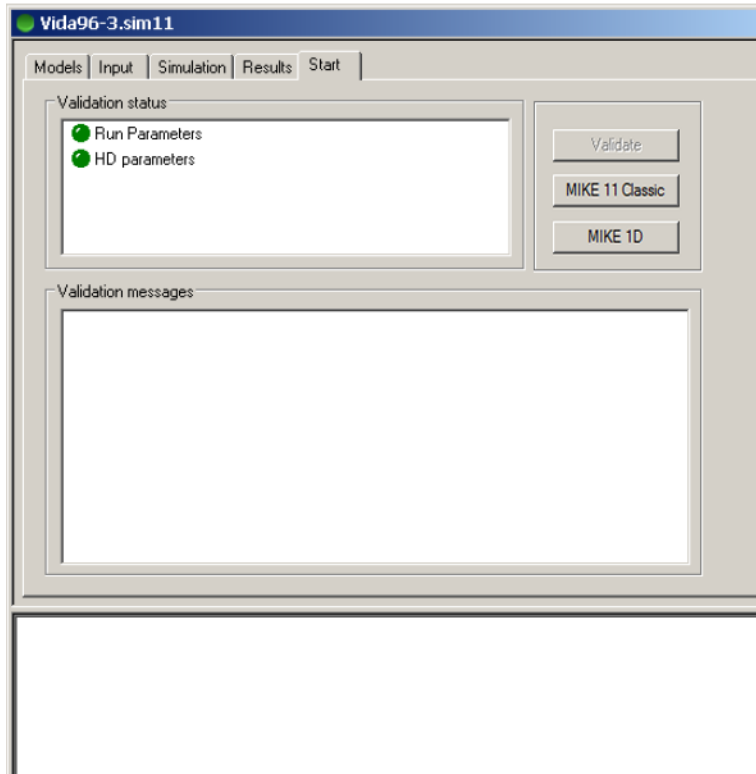 Vida96-3.sim11
Models Input Simulation Results Start
Validation status
Run Parameters
HD parameters
Validate
MIKE 11 Classic
MIKE 1D
Validation messages